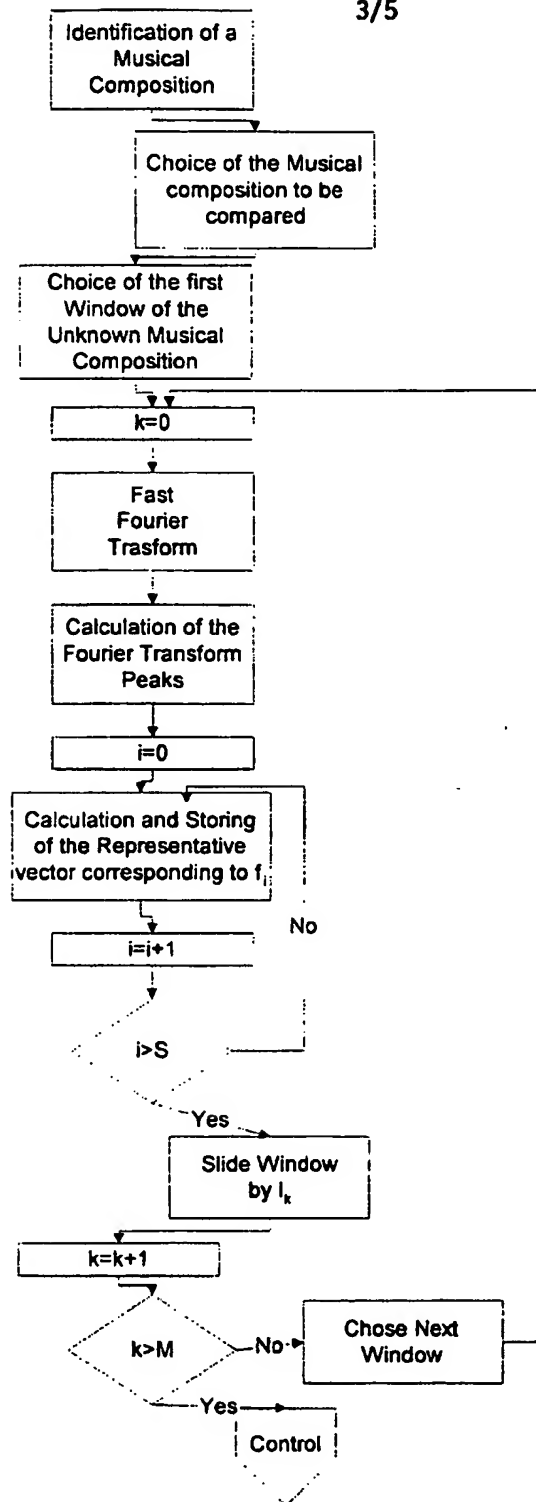 3/5
Identification of a
Musical
Composition
Choice of the Musical
composition to be
compared
Choice of the first
Window of the
Unknown Musical
Composition
k=0
Fast
Fourier
Trasform
Calculation of the
Fourier Transform
Peaks
i=0
Calculation and Storing
of the Representative
vector corresponding to fi
No
i=i+1
i>S
Yes
Slide Window
by lk
k=k+1
k>M
No
Chose Next
Window
Yes
Control